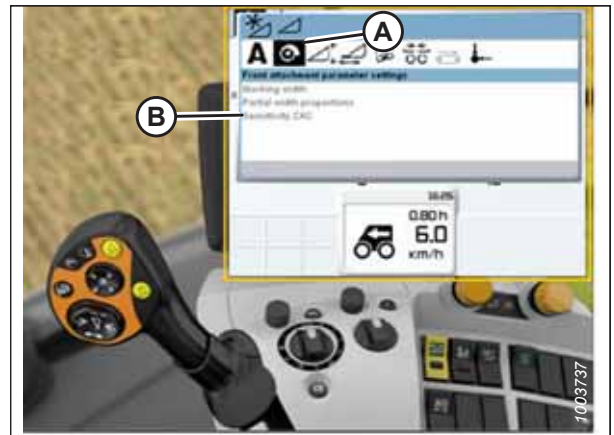 A
A
Front attachment parameter settings
Working width
Partial width proportions
B
Sensitivity CAC
0.80 h
6.0
km/h
1003737